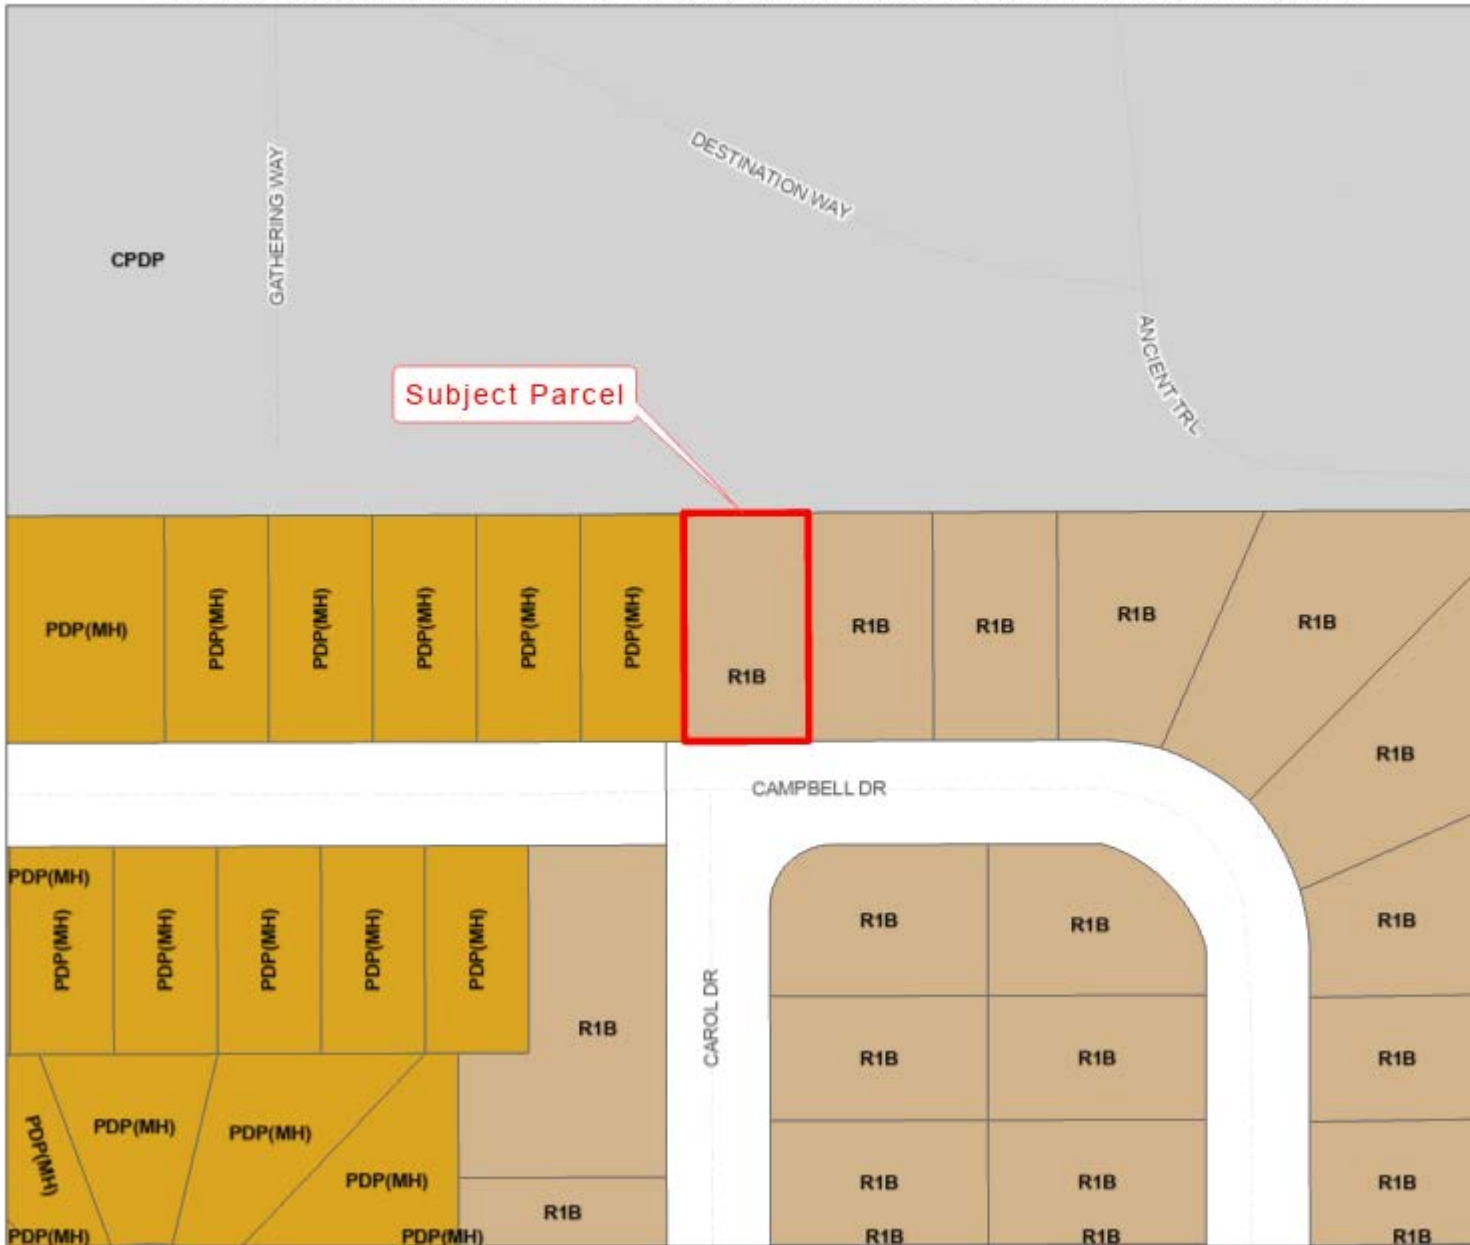 DESTINATION WAY
GATHERING WAY
CPDP
ANCIENT TRL
Subject Parcel
PDP(MH)
PDP(MH)
PDP(MH)
PDP(MH)
PDP(MH)
PDP(MH)
R1B
R1B
R1B
R1B
R1B
R1B
CAMPBELL DR
PDP(MH)
PDP(MH)
PDP(MH)
PDP(MH)
PDP(MH)
PDP(MH)
R1B
R1B
R1B
R1B
CAROL DR
R1B
R1B
R1B
PDP(MH)
PDP(MH)
PDP(MH)
PDP(MH)
R1B
R1B
R1B
R1B
PDP(MH)
PDP(MH)
R1B
R1B
R1B